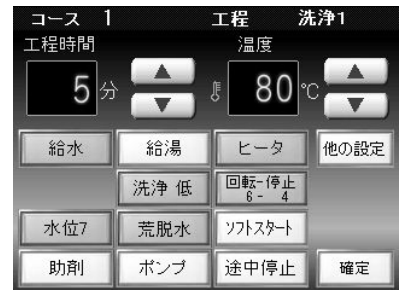 コース 1 工程 洗浄1
工程時間 温度
5 分 80 ℃
給水 給湯 ヒータ 他の設定
洗浄 低 回転-停止
6- 4
水位7 荒脱水 ソフトスタート
助剤 ポンプ 途中停止 確定